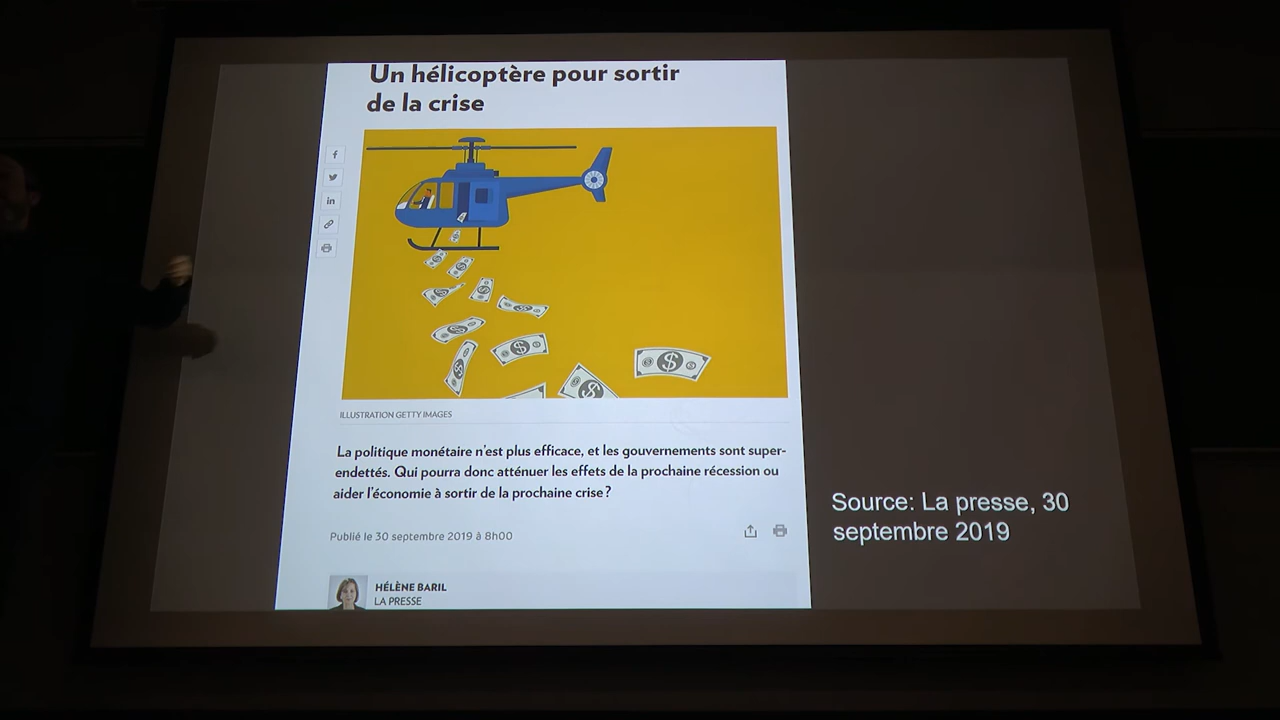 Un hélicoptère pour sortir
de la crise
ILLUSTRATION GETTY IMAGES
La politique monétaire n'est plus efficace, et les gouvernements sont super-
endettés. Qui pourra donc atténuer les effets de la prochaine récession ou
aider l'économie à sortir de la prochaine crise ?
Publié le 30 septembre 2019 à 8h00
HÉLÈNE BARIL
LA PRESSE
Source: La presse, 30
septembre 2019